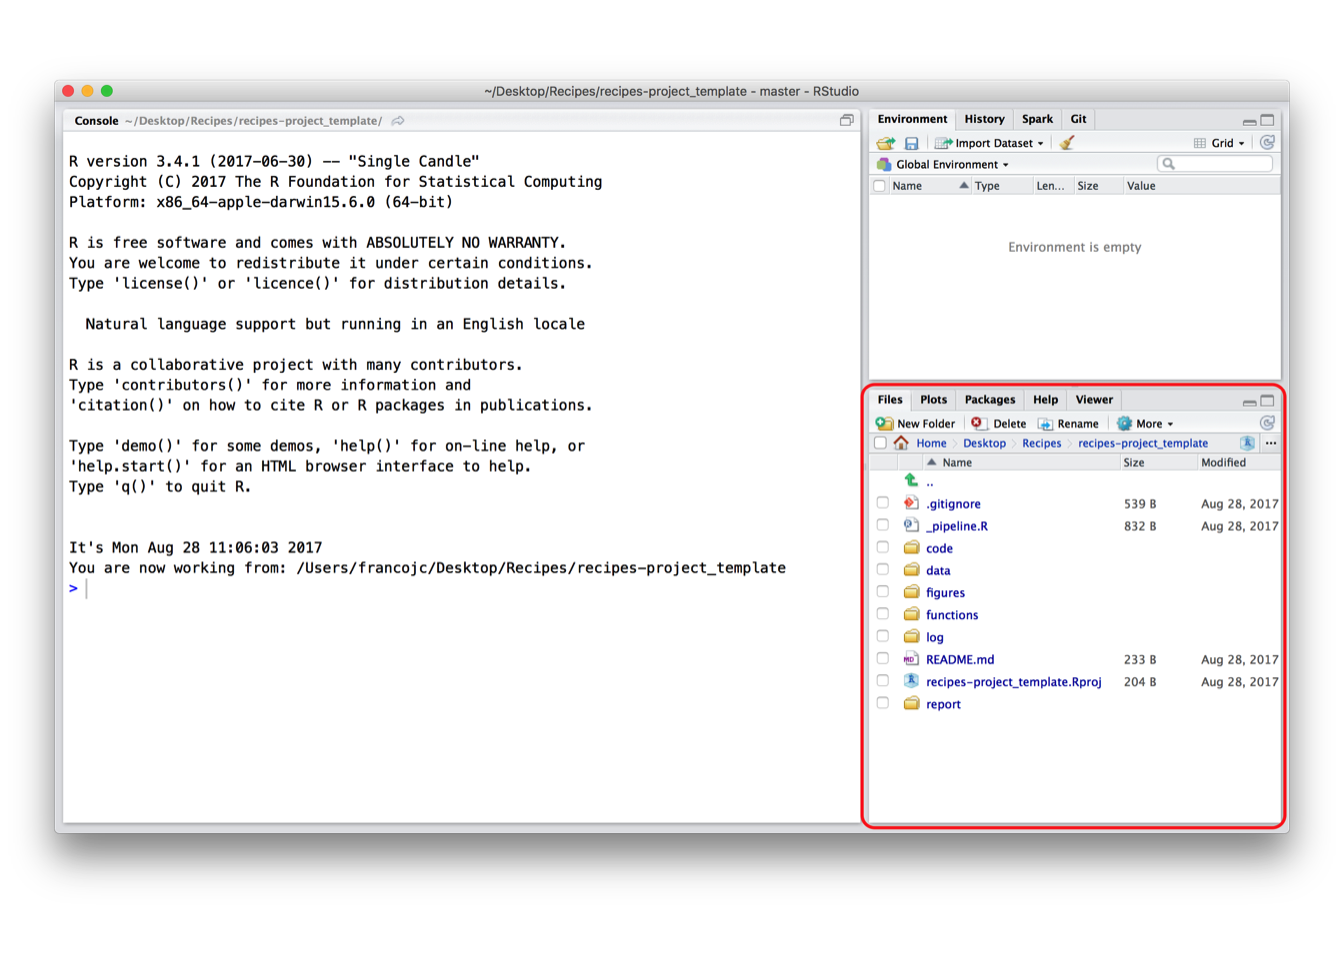 ~/Desktop/Recipes/recipes-project_template - master - RStudio
Console ~/Desktop/Recipes/recipes-project_template/
R version 3.4.1 (2017-06-30) -- "Single Candle"
Copyright (C) 2017 The R Foundation for Statistical Computing
Platform: x86_64-apple-darwin15.6.0 (64-bit)
R is free software and comes with ABSOLUTELY NO WARRANTY.
You are welcome to redistribute it under certain conditions.
Type 'license()' or 'licence()' for distribution details.
Natural language support but running in an English locale
R is a collaborative project with many contributors.
Type 'contributors()' for more information and
'citation()' on how to cite R or R packages in publications.
Type 'demo()' for some demos, 'help()' for on-line help, or
'help.start()' for an HTML browser interface to help.
Type 'q()' to quit R.
It's Mon Aug 28 11:06:03 2017
You are now working from: /Users/francojc/Desktop/Recipes/recipes-project_template
>
Environment History Spark Git
Import Dataset Grid
Global Environment
Name Type Len... Size Value
Environment is empty
Files Plots Packages Help Viewer
New Folder Delete Rename More
Home Desktop Recipes recipes-project_template R ...
Name Size Modified
..
.gitignore 539 B Aug 28, 2017
_pipeline.R 832 B Aug 28, 2017
code
data
figures
functions
log
MD README.md 233 B Aug 28, 2017
R recipes-project_template.Rproj 204 B Aug 28, 2017
report